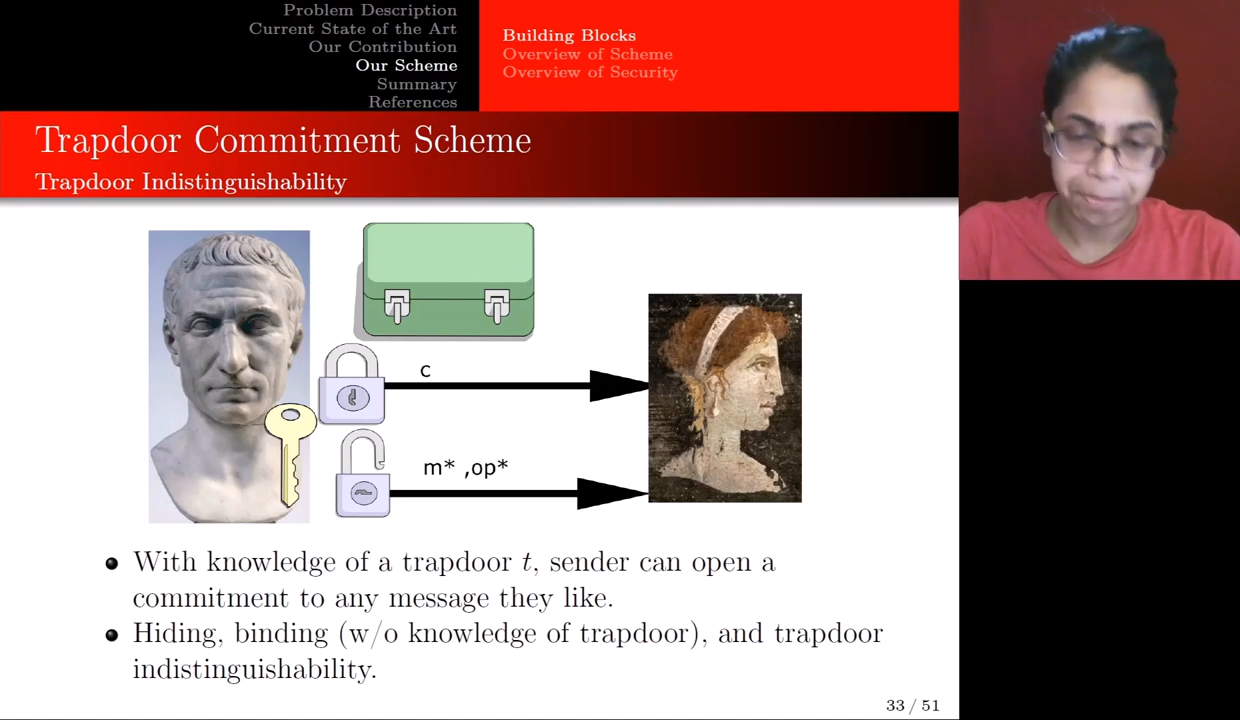 Problem Description
Current State of the Art
Our Contribution
Our Scheme
Summary
References
Building Blocks
Overview of Scheme
Overview of Security
Trapdoor Commitment Scheme
Trapdoor Indistinguishability
c
m* ,op*
With knowledge of a trapdoor t, sender can open a
commitment to any message they like.
Hiding, binding (w/o knowledge of trapdoor), and trapdoor
indistinguishability.
33 / 51